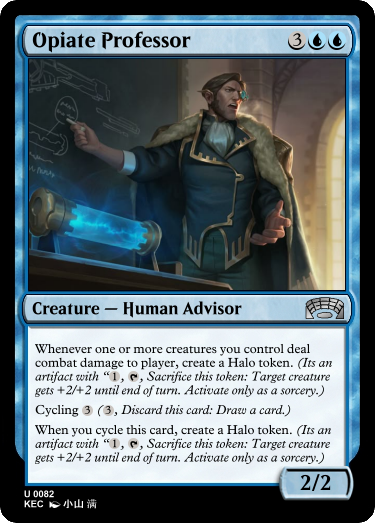 Opiate Professor 3UU
Creature — Human Advisor
Whenever one or more creatures you control deal
combat damage to player, create a Halo token. (Its an
artifact with “1, T, Sacrifice this token: Target creature
gets +2/+2 until end of turn. Activate only as a sorcery.)
Cycling 3 (3, Discard this card: Draw a card.)
When you cycle this card, create a Halo token. (Its an
artifact with “1, T, Sacrifice this token: Target creature
gets +2/+2 until end of turn. Activate only as a sorcery.)
2/2
U 0082
KEC 小山 满